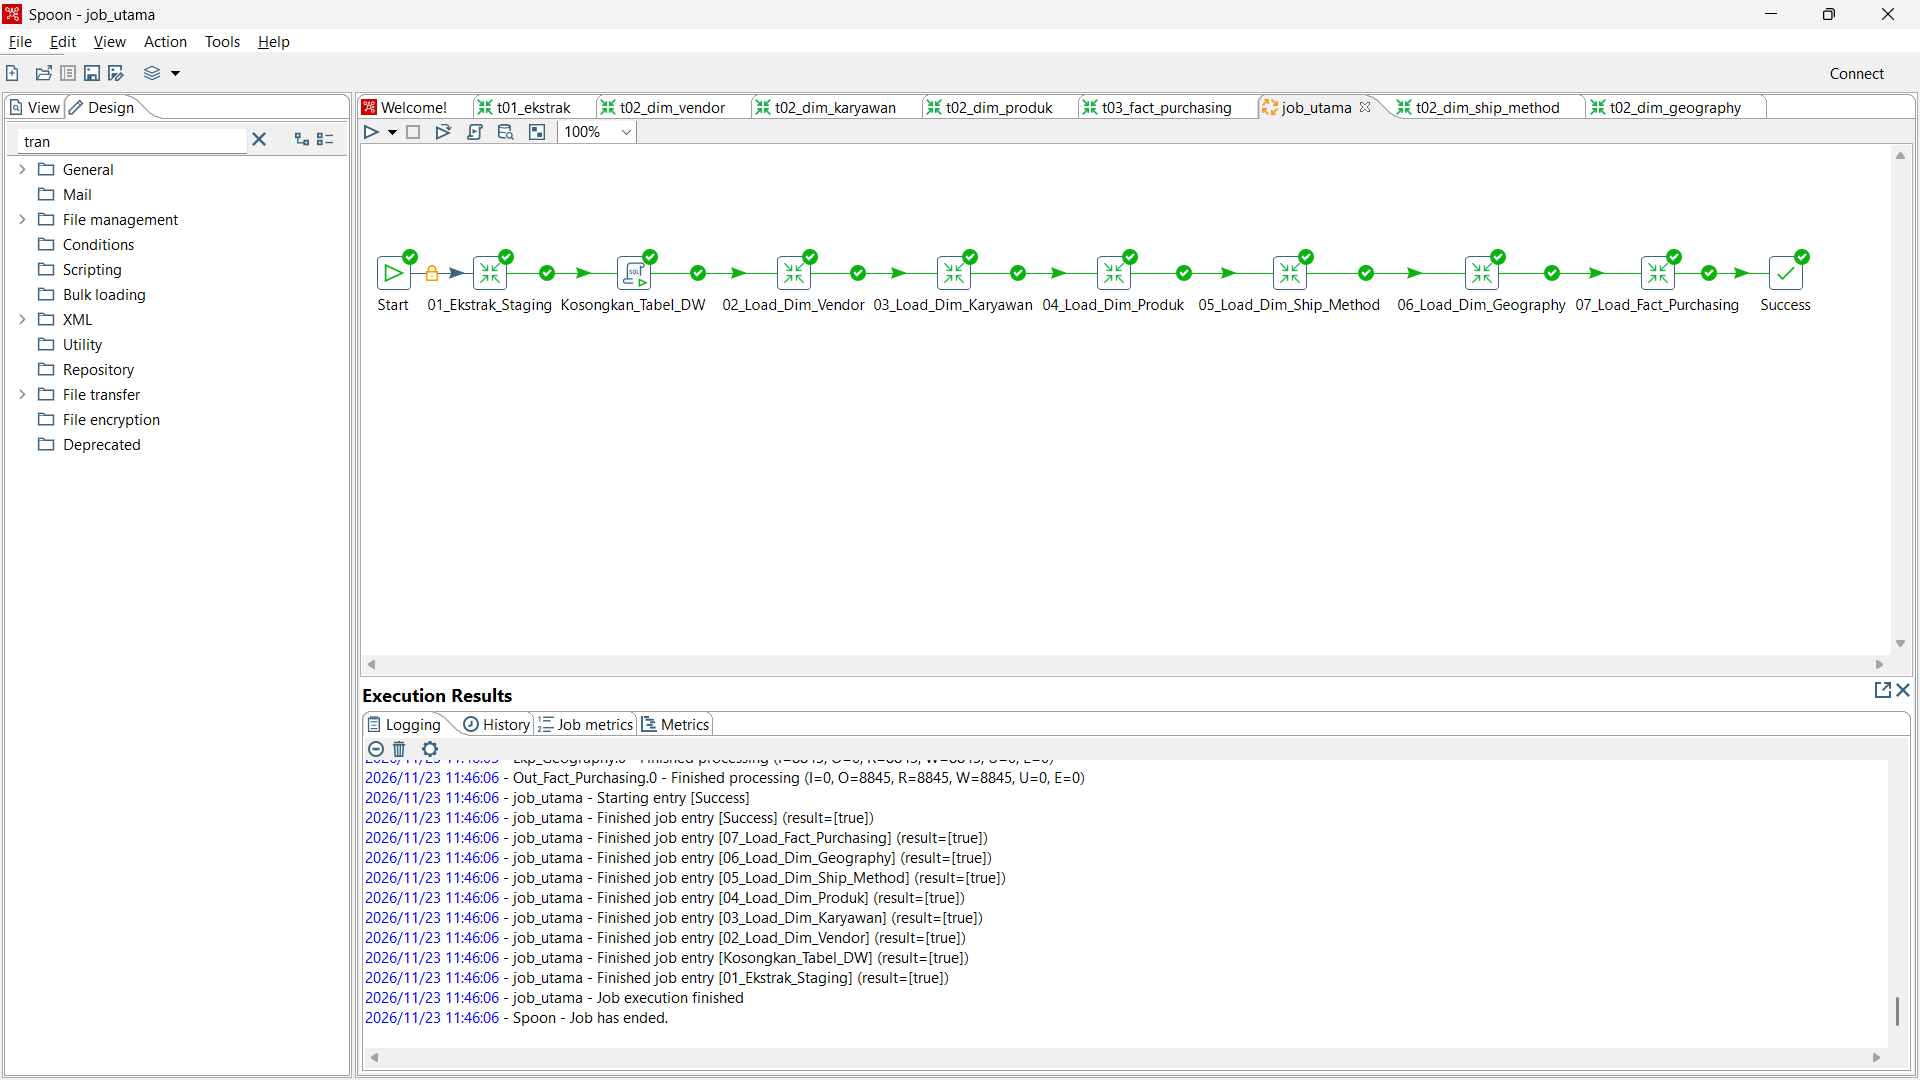 Spoon - job_utama
File Edit View Action Tools Help
Connect
View Design
Welcome! t01_ekstrak t02_dim_vendor t02_dim_karyawan t02_dim_produk t03_fact_purchasing job_utama t02_dim_ship_method t02_dim_geography
100%
tran
General
Mail
File management
Conditions
Scripting
Bulk loading
XML
Utility
Repository
File transfer
File encryption
Deprecated
Start 01_Ekstrak_Staging Kosongkan_Tabel_DW 02_Load_Dim_Vendor 03_Load_Dim_Karyawan 04_Load_Dim_Produk 05_Load_Dim_Ship_Method 06_Load_Dim_Geography 07_Load_Fact_Purchasing Success
Execution Results
Logging History Job metrics Metrics
2026/11/23 11:46:06 - Out_Fact_Purchasing.0 - Finished processing (I=0, O=8845, R=8845, W=8845, U=0, E=0)
2026/11/23 11:46:06 - job_utama - Starting entry [Success]
2026/11/23 11:46:06 - job_utama - Finished job entry [Success] (result=[true])
2026/11/23 11:46:06 - job_utama - Finished job entry [07_Load_Fact_Purchasing] (result=[true])
2026/11/23 11:46:06 - job_utama - Finished job entry [06_Load_Dim_Geography] (result=[true])
2026/11/23 11:46:06 - job_utama - Finished job entry [05_Load_Dim_Ship_Method] (result=[true])
2026/11/23 11:46:06 - job_utama - Finished job entry [04_Load_Dim_Produk] (result=[true])
2026/11/23 11:46:06 - job_utama - Finished job entry [03_Load_Dim_Karyawan] (result=[true])
2026/11/23 11:46:06 - job_utama - Finished job entry [02_Load_Dim_Vendor] (result=[true])
2026/11/23 11:46:06 - job_utama - Finished job entry [Kosongkan_Tabel_DW] (result=[true])
2026/11/23 11:46:06 - job_utama - Finished job entry [01_Ekstrak_Staging] (result=[true])
2026/11/23 11:46:06 - job_utama - Job execution finished
2026/11/23 11:46:06 - Spoon - Job has ended.